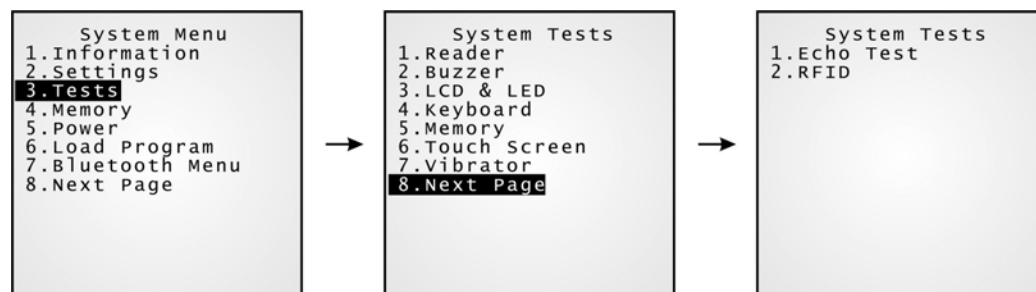 System Menu
1.Information
2.Settings
3.Tests
4.Memory
5.Power
6.Load Program
7.Bluetooth Menu
8.Next Page
System Tests
1.Reader
2.Buzzer
3.LCD & LED
4.Keyboard
5.Memory
6.Touch Screen
7.Vibrator
8.Next Page
System Tests
1.Echo Test
2.RFID